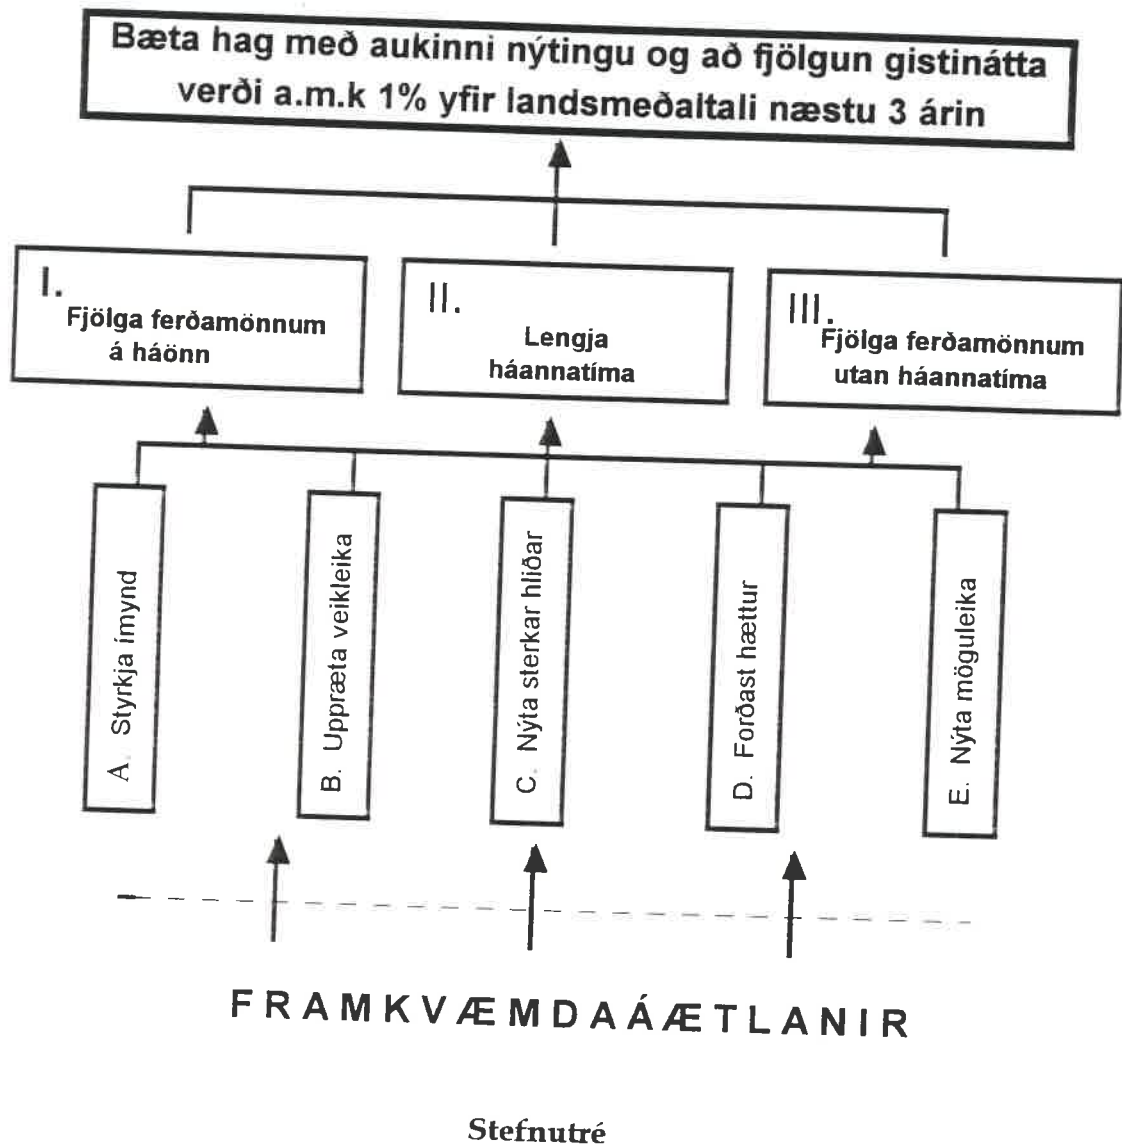 Bæta hag með aukinni nýtingu og að fjölgun gistinátta
verði a.m.k 1% yfir landsmeðaltali næstu 3 árin
I.
Fjölga ferðamönnum
á háönn
II.
Lengja
háannatíma
III.
Fjölga ferðamönnum
utan háannatíma
A. Styrkja ímynd
B. Uppræta veikleika
C. Nýta sterkar hliðar
D. Forðast hættur
E. Nýta möguleika
FRAMKVÆMDAÁÆTLANIR
Stefnutré